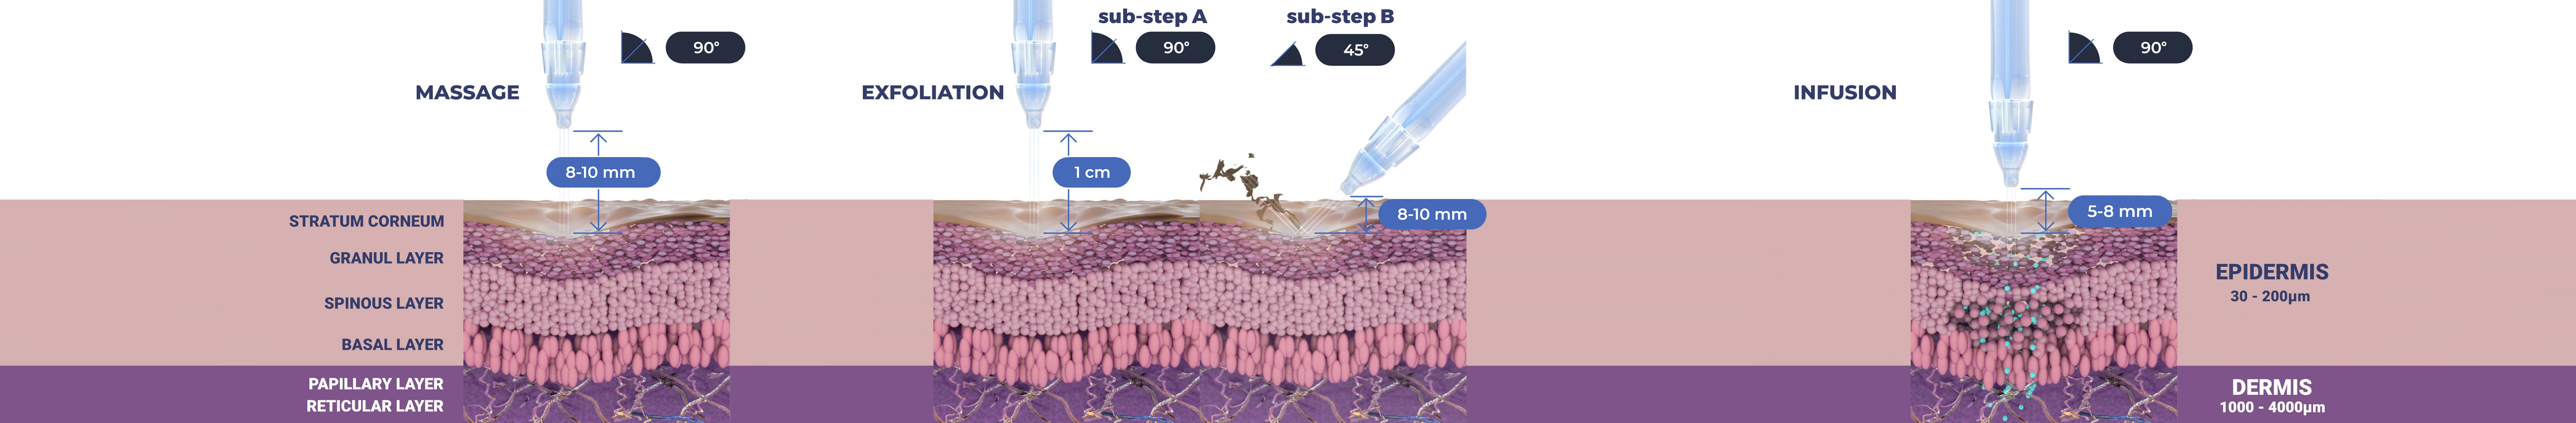 MASSAGE
90°
8-10 mm
EXFOLIATION
sub-step A
90°
1 cm
sub-step B
45°
8-10 mm
INFUSION
90°
5-8 mm
STRATUM CORNEUM
GRANUL LAYER
SPINOUS LAYER
BASAL LAYER
PAPILLARY LAYER
RETICULAR LAYER
EPIDERMIS
30 - 200μm
DERMIS
1000 - 4000μm